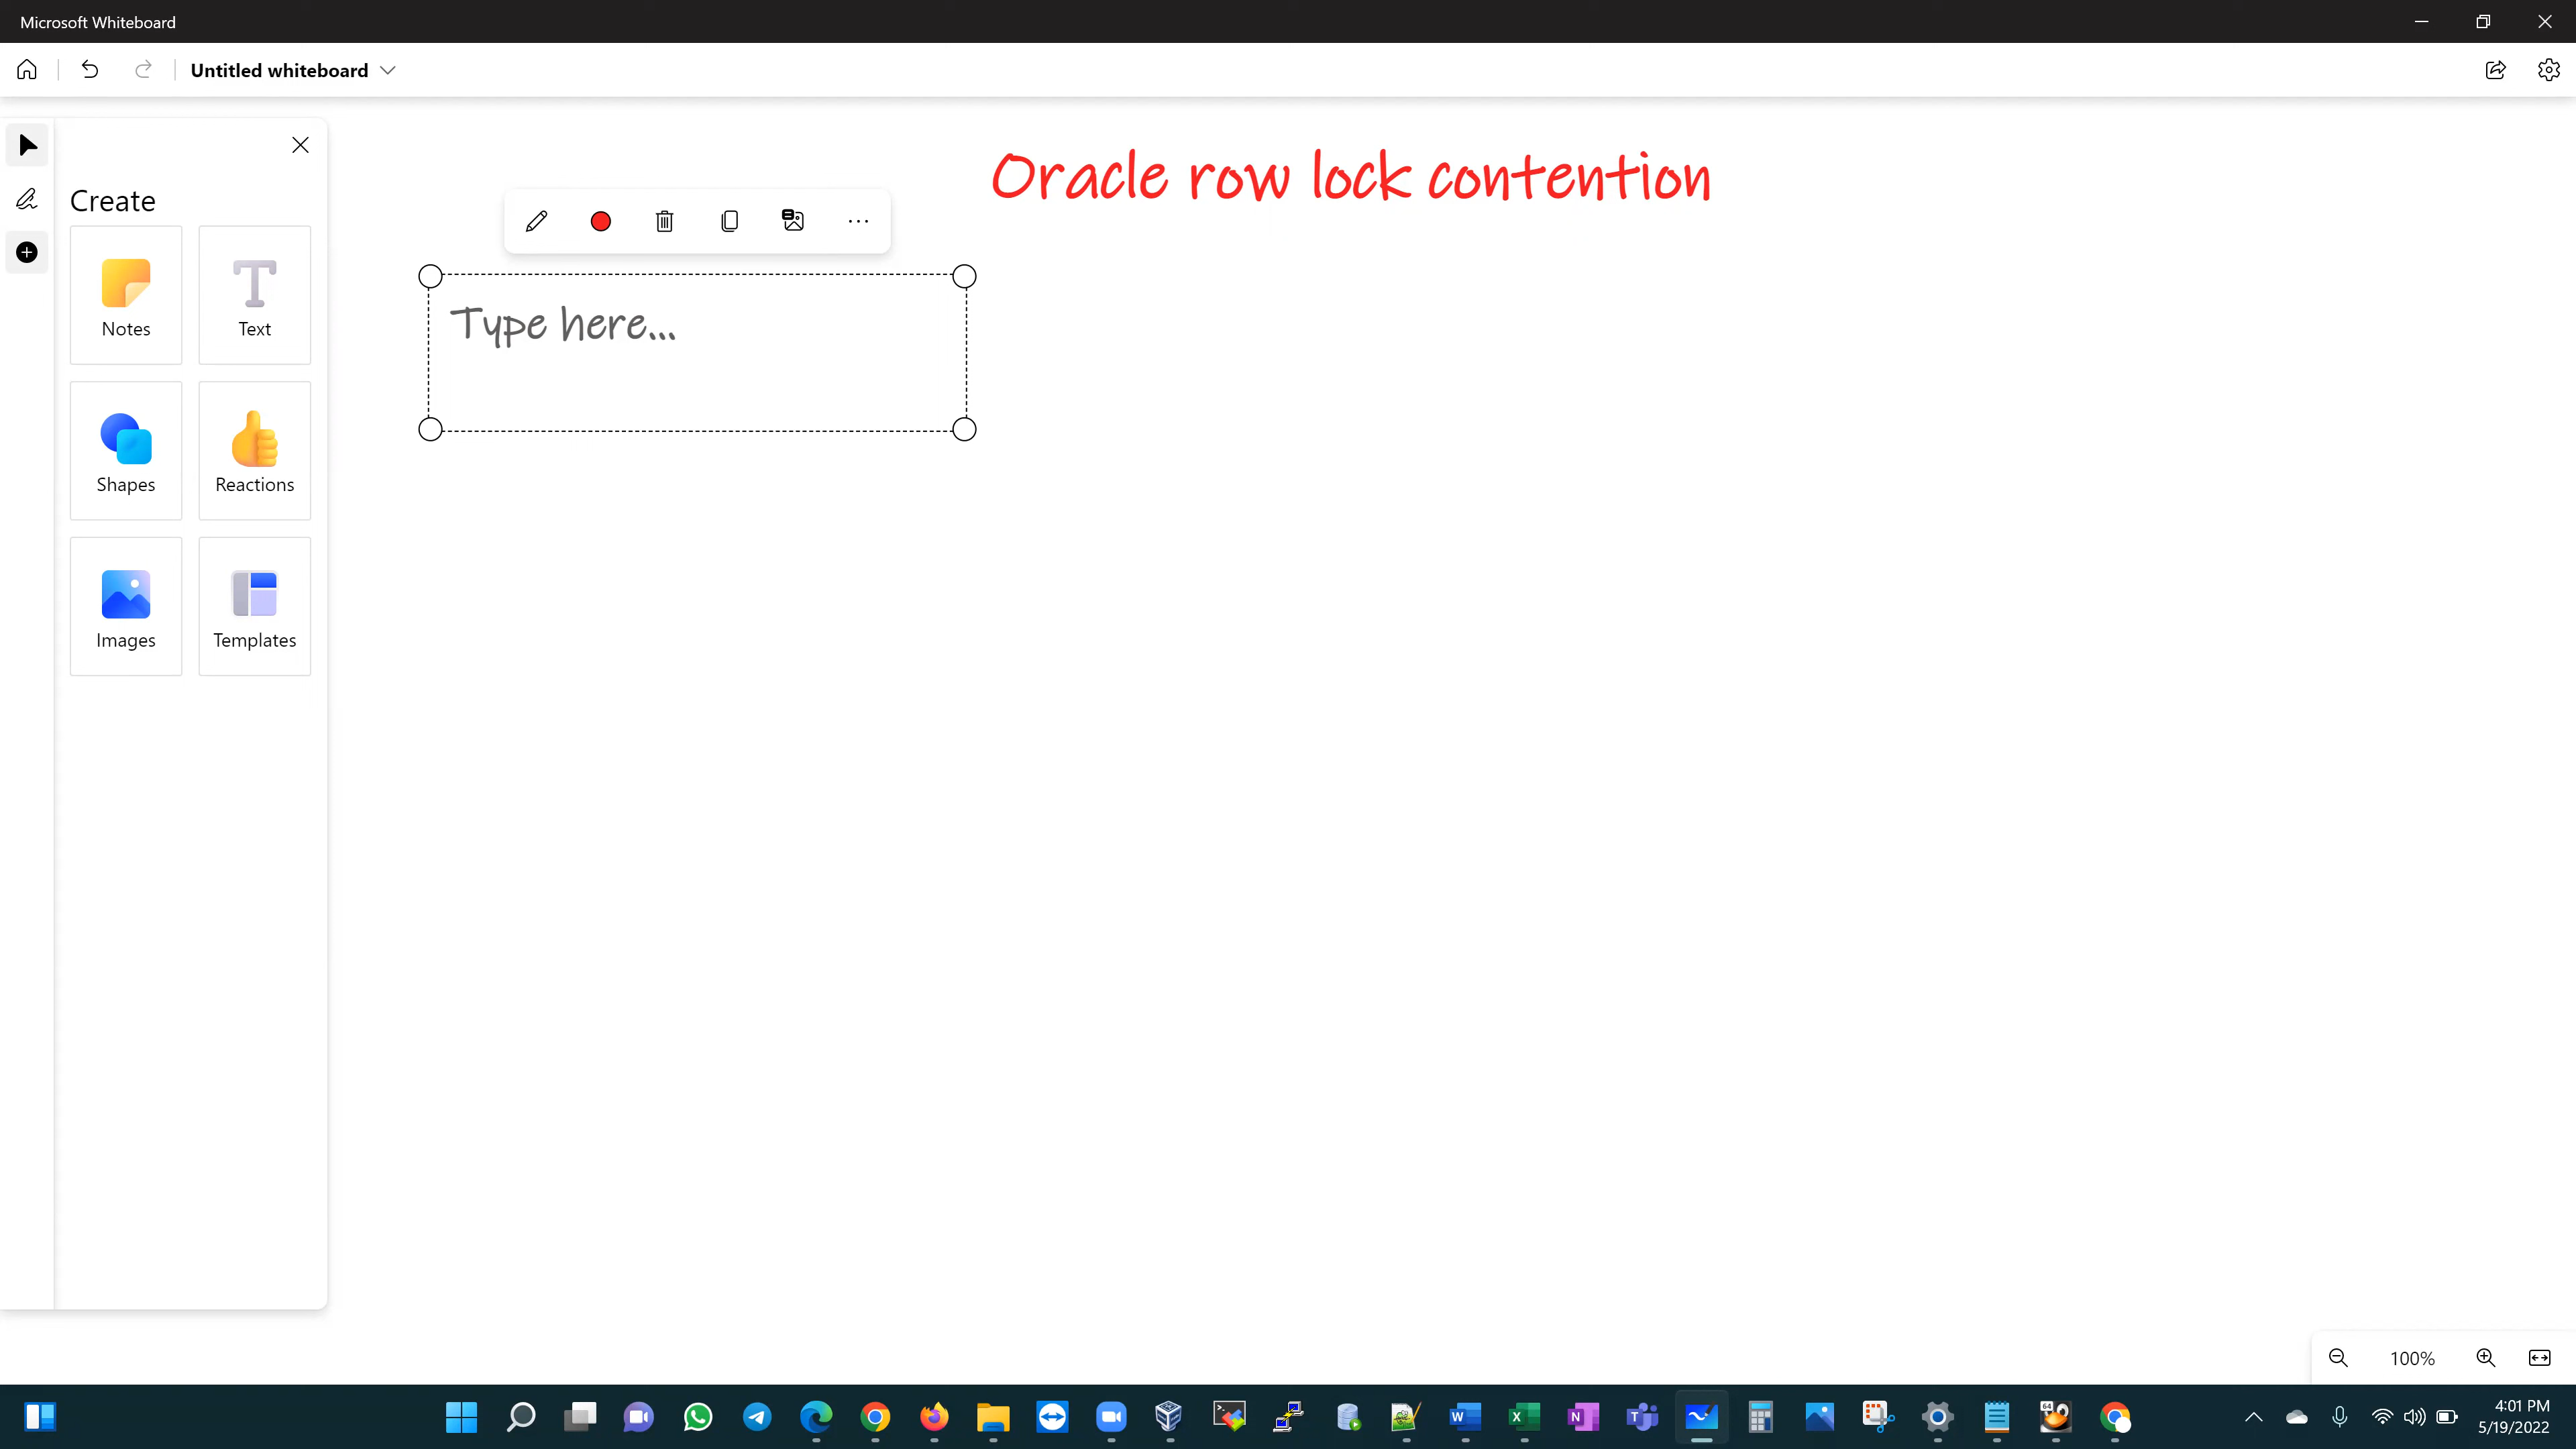 Microsoft Whiteboard
Untitled whiteboard
Oracle row lock contention
Create
Type here...
Notes
Text
Shapes
Reactions
Images
Templates
100%
4:01 PM
5/19/2022